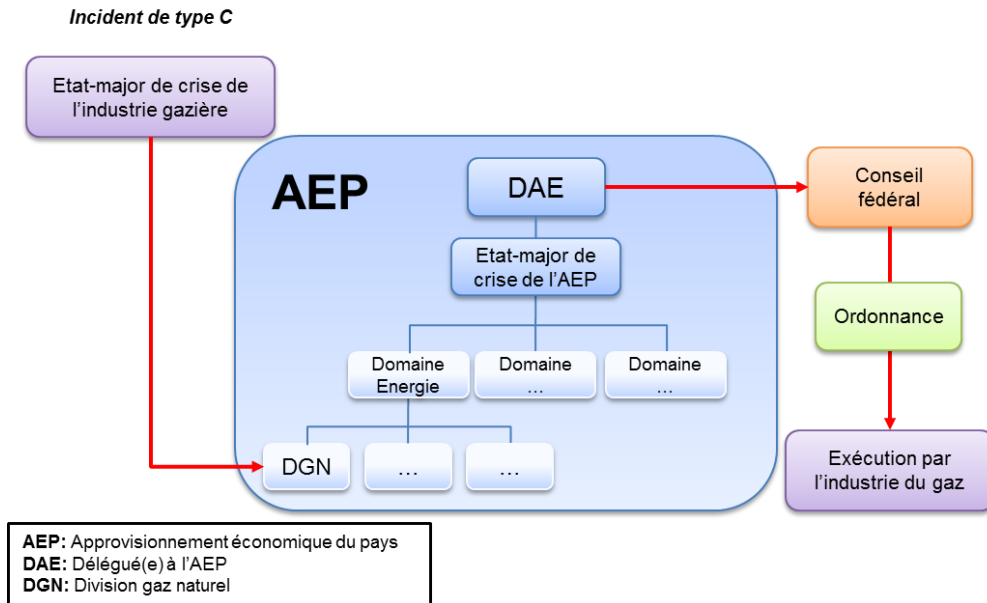 Incident de type C
Etat-major de crise de
l'industrie gazière
AEP
DAE
Conseil
fédéral
Etat-major de
crise de l'AEP
Ordonnance
Domaine
Energie
Domaine
...
Domaine
...
DGN
...
...
Exécution par
l'industrie du gaz
AEP: Approvisionnement économique du pays
DAE: Délégué(e) à l'AEP
DGN: Division gaz naturel